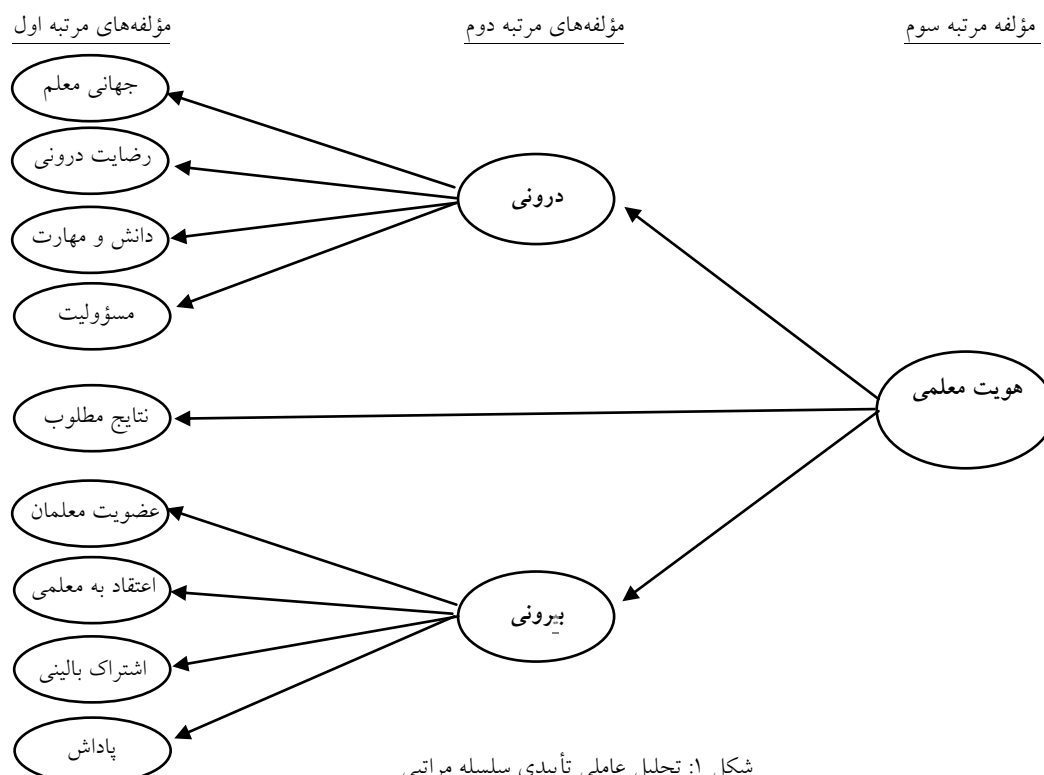 مؤلفه مرتبه سوم
مؤلفه‌های مرتبه دوم
مؤلفه‌های مرتبه اول
هویت معلمی
درونی
بیرونی
جهانی معلم
رضایت درونی
دانش و مهارت
مسؤولیت
نتایج مطلوب
عضویت معلمان
اعتقاد به معلمی
اشتراک بالینی
پاداش
شکل ۱: تحلیل عاملی تأییدی سلسله مراتبی